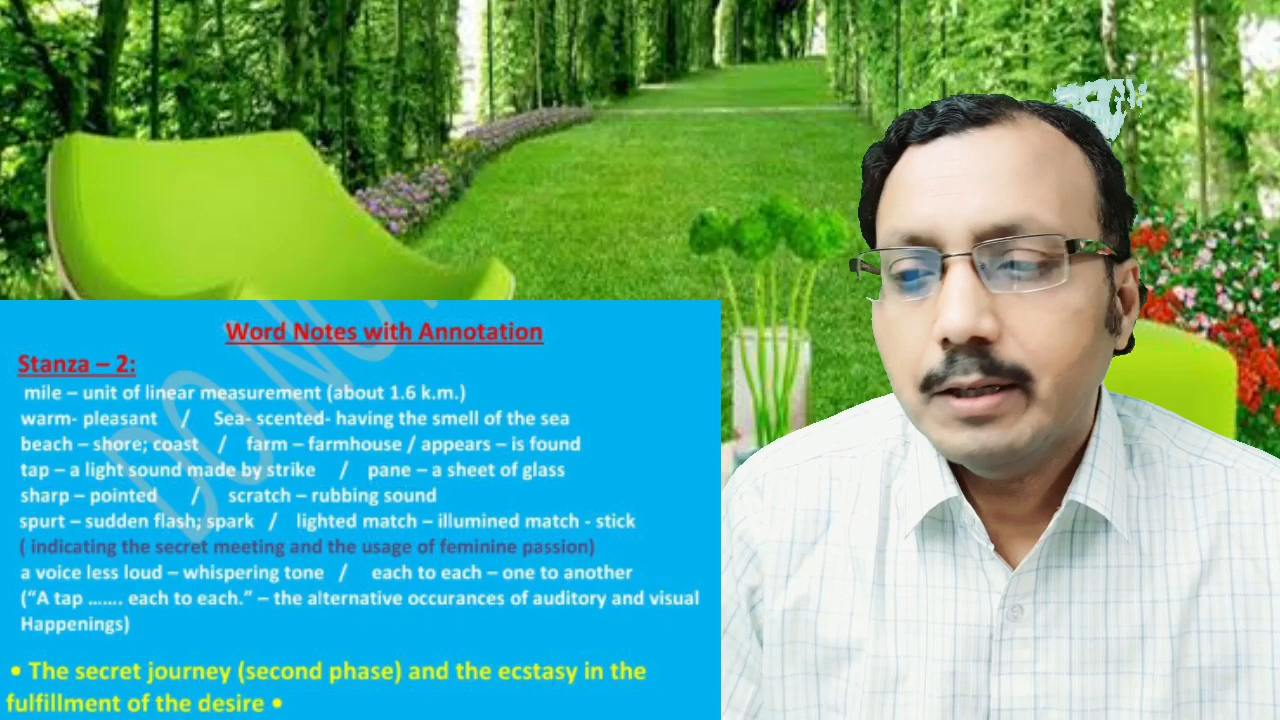 Word Notes with Annotation
Stanza – 2:
mile – unit of linear measurement (about 1.6 k.m.)
warm- pleasant / Sea- scented- having the smell of the sea
beach – shore; coast / farm – farmhouse / appears – is found
tap – a light sound made by strike / pane – a sheet of glass
sharp – pointed / scratch – rubbing sound
spurt – sudden flash; spark / lighted match – illumined match - stick
( indicating the secret meeting and the usage of feminine passion)
a voice less loud – whispering tone / each to each – one to another
(“A tap ……. each to each.” – the alternative occurances of auditory and visual
Happenings)
• The secret journey (second phase) and the ecstasy in the
fulfillment of the desire •